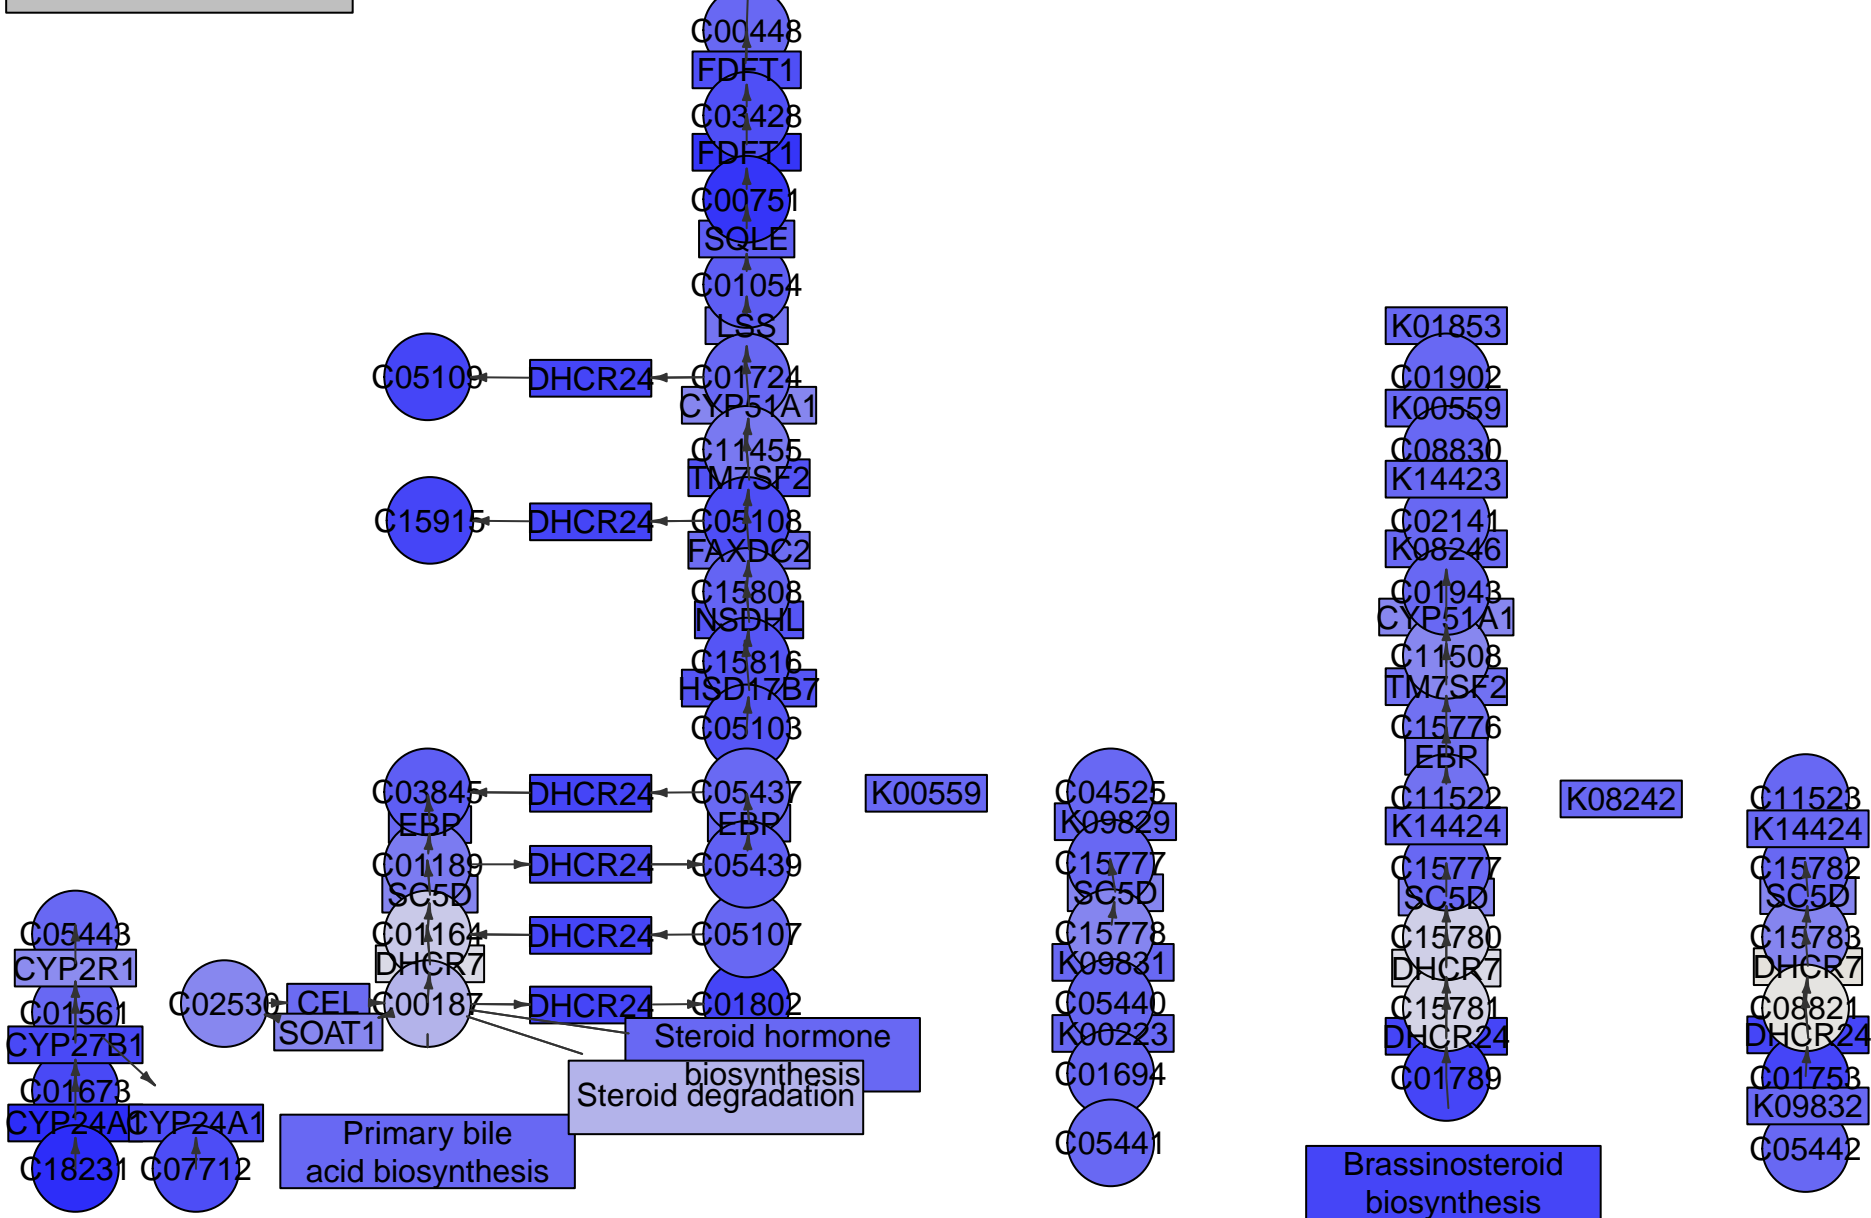 C00448
FDFT1
C03428
FDFT1
C00751
SQLE
C01054
LSS
C05109
DHCR24
C01724
CYP51A1
C11455
TM7SF2
C15915
DHCR24
C05108
FAXDC2
C15808
NSDHL
C15816
HSD17B7
C05103
C03845
DHCR24
C05437
EBP
EBP
C01189
DHCR24
C05439
SC5D
C01164
DHCR24
C05107
DHCR7
C02530
CEL
SOAT1
C00187
DHCR24
C01802
C05443
CYP2R1
C01561
CYP27B1
C01673
CYP24A1
CYP24A1
C18231
C07712
Steroid hormone
biosynthesis
Steroid degradation
Primary bile
acid biosynthesis
K00559
C04525
K09829
C15777
SC5D
C15778
K09831
C05440
K00223
C01694
C05441
K01853
C01902
K00559
C08830
K14423
C02141
K08246
C01943
CYP51A1
C11508
TM7SF2
C15776
EBP
C11522
K14424
C15777
SC5D
C15780
DHCR7
C15781
DHCR24
C01789
Brassinosteroid
biosynthesis
K08242
C11523
K14424
C15782
SC5D
C15783
DHCR7
C08821
DHCR24
C01753
K09832
C05442